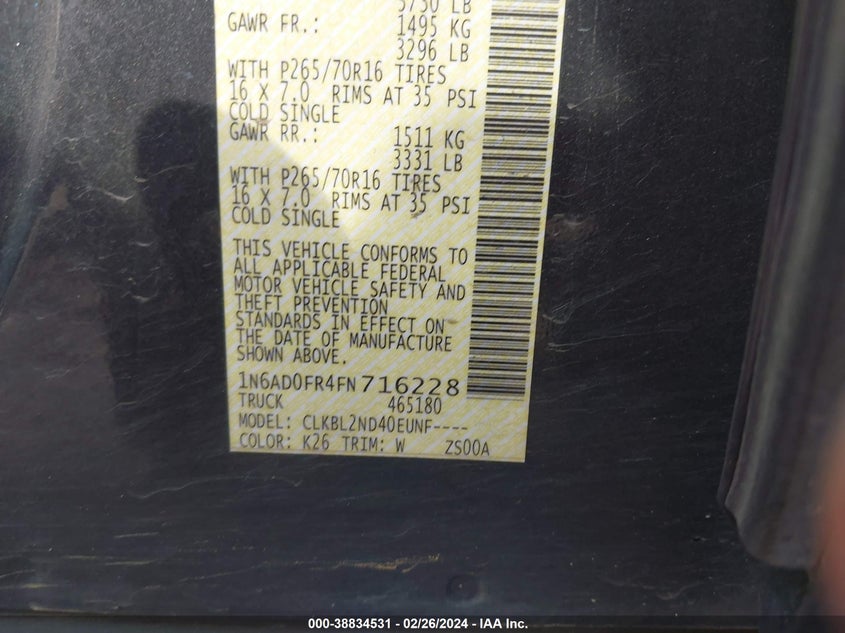 5730 LB
GAWR FR.: 1495 KG
3296 LB
WITH P265/70R16 TIRES
16 X 7.0 RIMS AT 35 PSI
COLD SINGLE
GAWR RR.: 1511 KG
3331 LB
WITH P265/70R16 TIRES
16 X 7.0 RIMS AT 35 PSI
COLD SINGLE
THIS VEHICLE CONFORMS TO
ALL APPLICABLE FEDERAL
MOTOR VEHICLE SAFETY AND
THEFT PREVENTION
STANDARDS IN EFFECT ON
THE DATE OF MANUFACTURE
SHOWN ABOVE.
1N6AD0FR4FN716228
TRUCK 465180
MODEL: CLKBL2ND40EUNF----
COLOR: K26 TRIM: W ZS00A
000-38834531 - 02/26/2024 - IAA Inc.